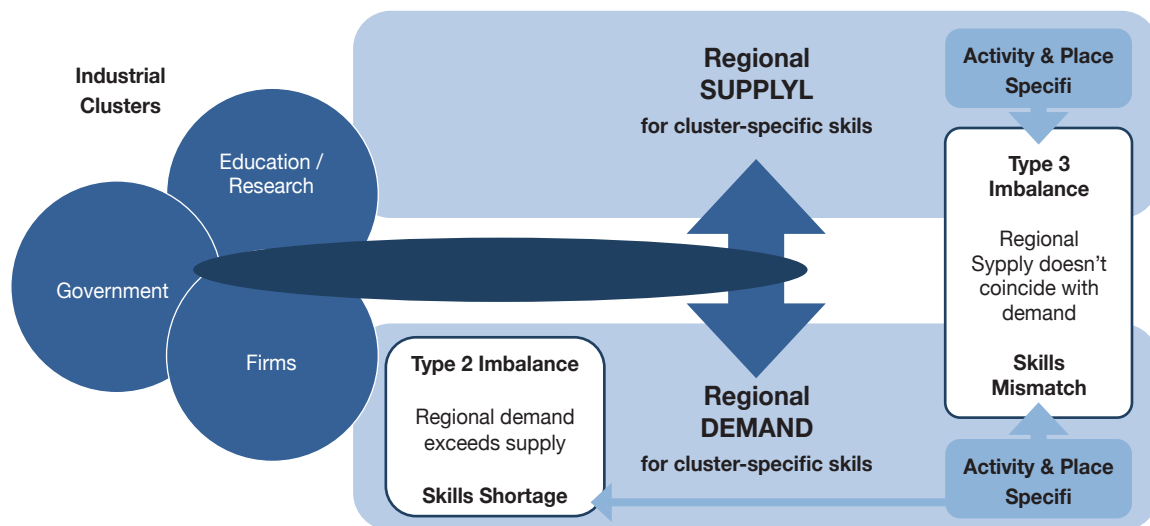 Industrial
Clusters
Education /
Research
Government
Firms
Regional
SUPPLYL
for cluster-specific skils
Activity & Place
Specifi
Type 3
Imbalance
Regional
Sypply doesn't
coincide with
demand
Skills
Mismatch
Type 2 Imbalance
Regional demand
exceeds supply
Skills Shortage
Regional
DEMAND
for cluster-specific skills
Activity & Place
Specifi